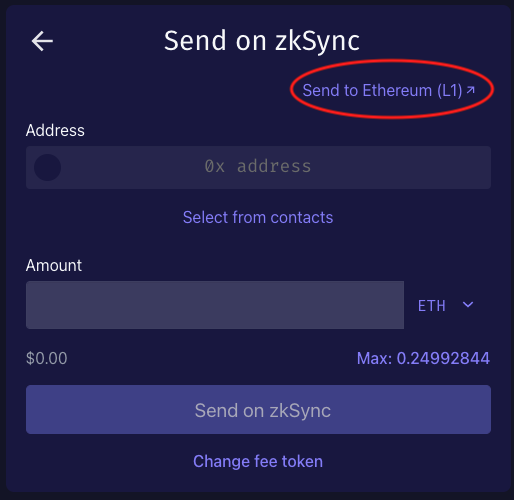 Send on zkSync
Send to Ethereum (L1)
Address
0x address
Select from contacts
Amount
ETH
$0.00 Max: 0.24992844
Send on zkSync
Change fee token